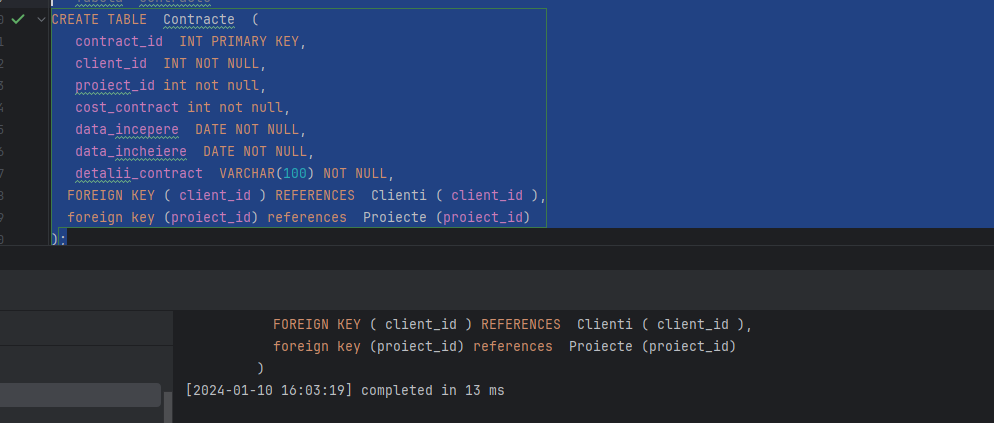 CREATE TABLE  Contracte  (
contract_id  INT PRIMARY KEY,
client_id  INT NOT NULL,
proiect_id int not null,
cost_contract int not null,
data_incepere  DATE NOT NULL,
data_incheiere  DATE NOT NULL,
detalii_contract  VARCHAR(100) NOT NULL,
FOREIGN KEY ( client_id ) REFERENCES  Clienti ( client_id ),
foreign key (proiect_id) references  Proiecte (proiect_id)
);
FOREIGN KEY ( client_id ) REFERENCES  Clienti ( client_id ),
foreign key (proiect_id) references  Proiecte (proiect_id)
)
[2024-01-10 16:03:19] completed in 13 ms